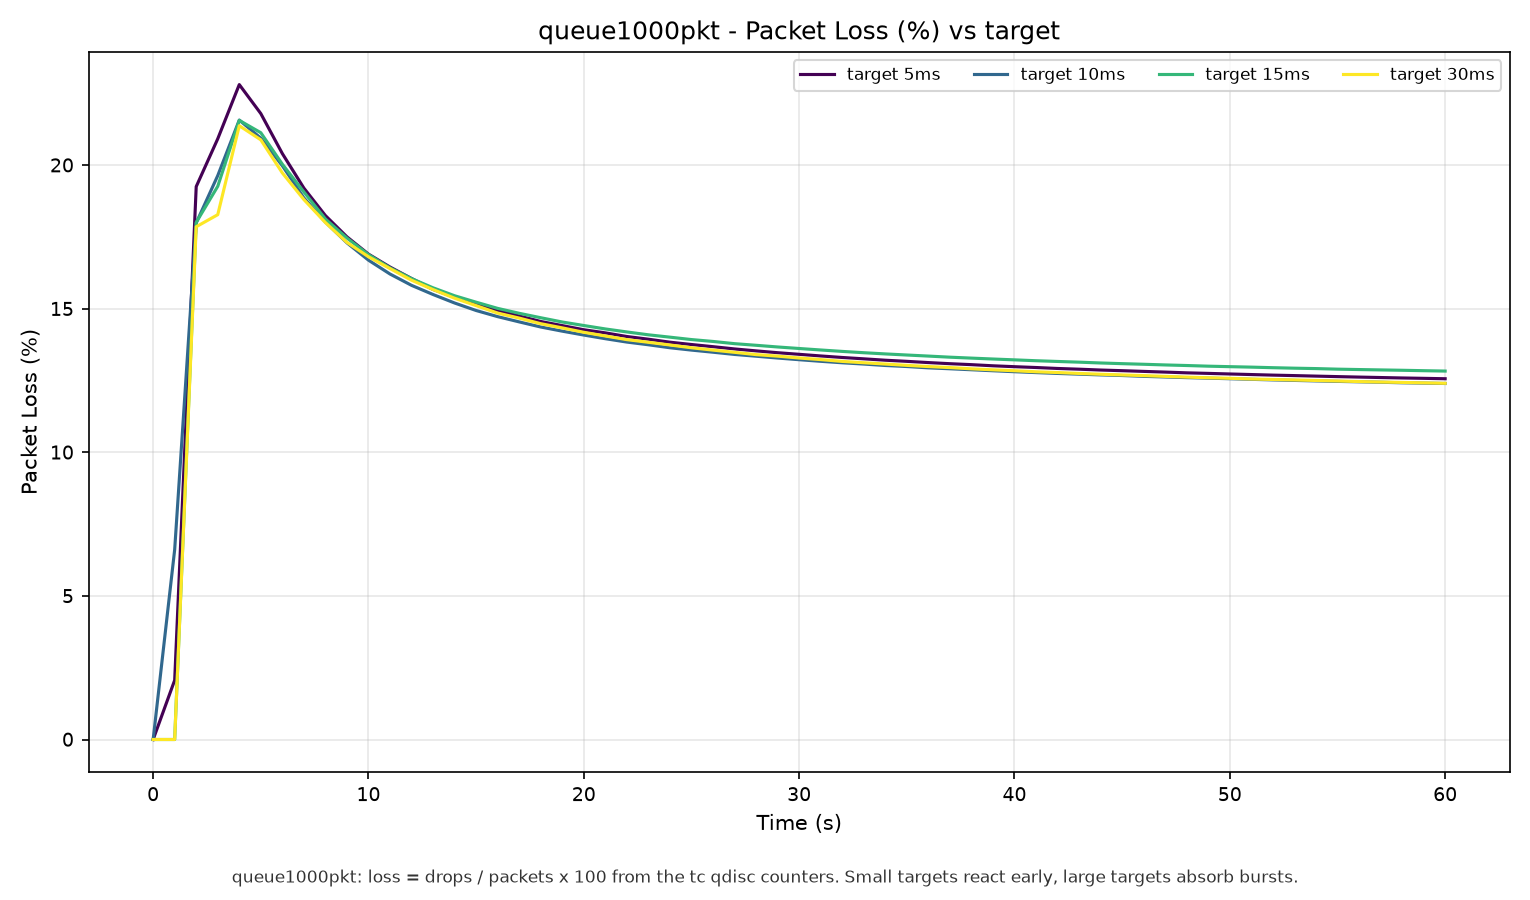 queue1000pkt - Packet Loss (%) vs target
target 5ms
target 10ms
target 15ms
target 30ms
Packet Loss (%)
20
15
10
5
0
0
10
20
30
40
50
60
Time (s)
queue1000pkt: loss = drops / packets x 100 from the tc qdisc counters. Small targets react early, large targets absorb bursts.